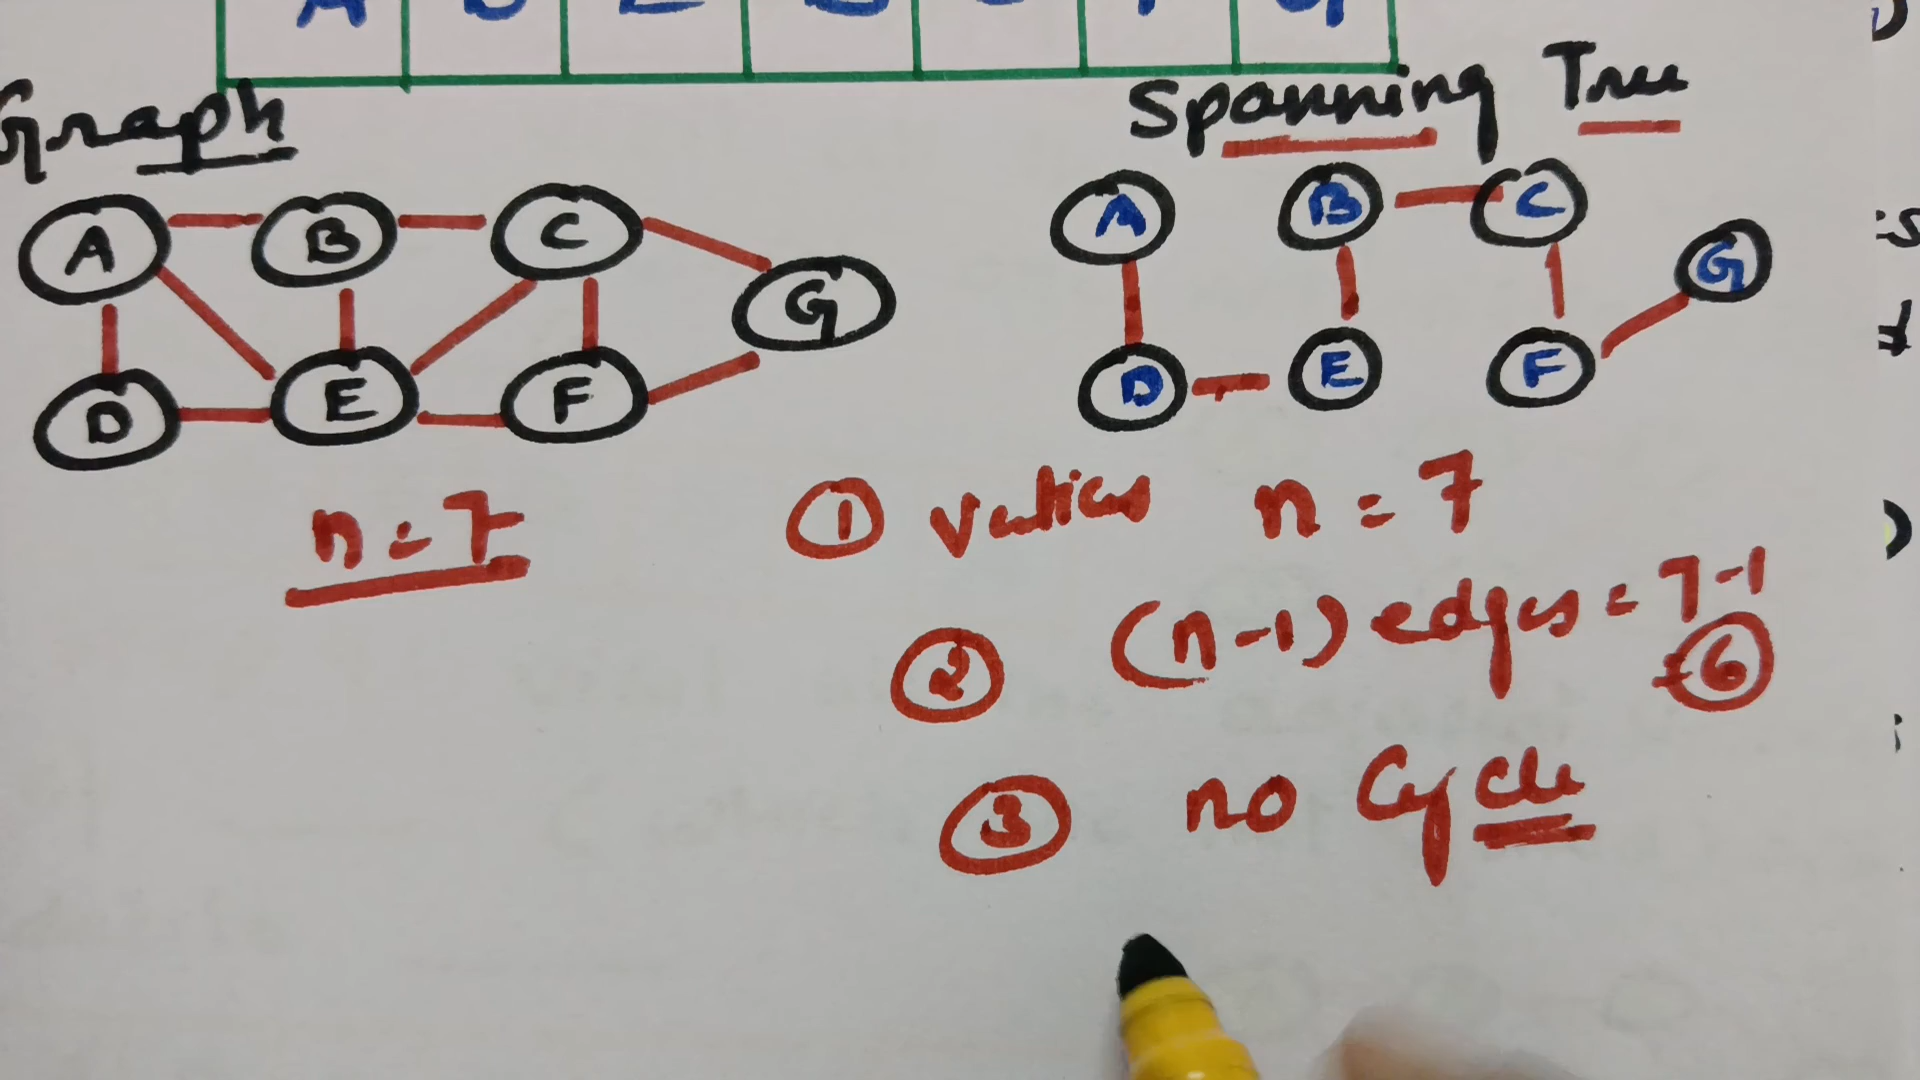 Graph
Spanning Tree
A B C G
D E F
A B C G
D E F
n = 7
① Vertices n = 7
② (n-1) edges = 7-1
= 6
③ no Cycle